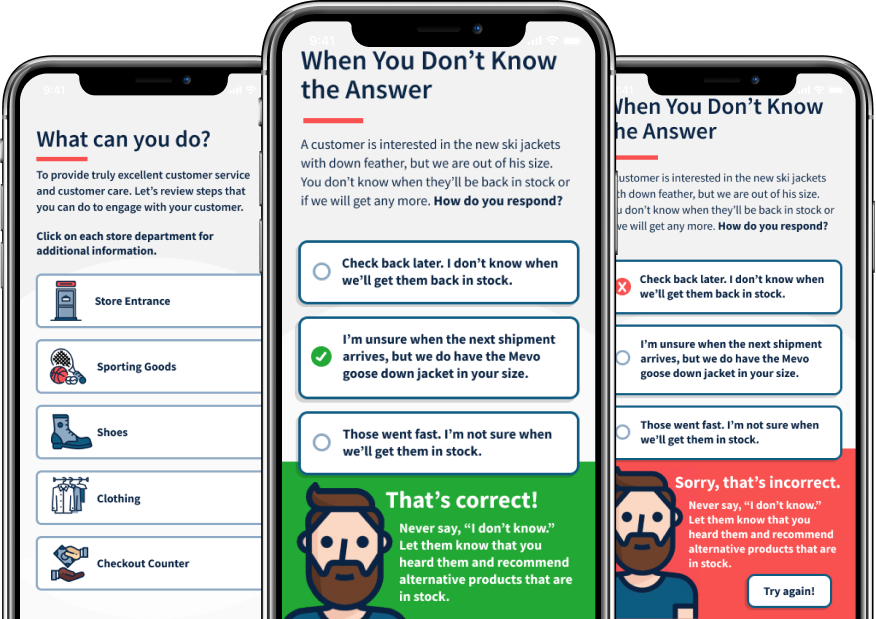 9:41
What can you do?
To provide truly excellent customer service
and customer care. Let’s review steps that
you can do to engage with your customer.
Click on each store department for
additional information.
Store Entrance
Sporting Goods
Shoes
Clothing
Checkout Counter
9:41
When You Don’t Know
the Answer
A customer is interested in the new ski jackets
with down feather, but we are out of his size.
You don’t know when they’ll be back in stock or
if we will get any more. How do you respond?
Check back later. I don’t know when
we’ll get them back in stock.
I’m unsure when the next shipment
arrives, but we do have the Mevo
goose down jacket in your size.
Those went fast. I’m not sure when
we’ll get them in stock.
That’s correct!
Never say, “I don’t know.”
Let them know that you
heard them and recommend
alternative products that are
in stock.
When You Don’t Know
he Answer
ustomer is interested in the new ski jackets
th down feather, but we are out of his size.
u don’t know when they’ll be back in stock or
we will get any more. How do you respond?
Check back later. I don’t know when
we’ll get them back in stock.
I’m unsure when the next shipment
arrives, but we do have the Mevo
goose down jacket in your size.
Those went fast. I’m not sure when
we’ll get them in stock.
Sorry, that’s incorrect.
Never say, “I don’t know.”
Let them know that you
heard them and recommend
alternative products that are
in stock.
Try again!